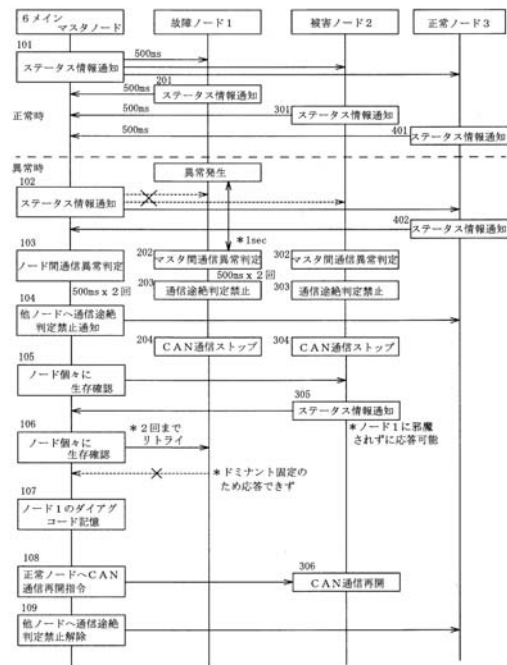 6メイン
マスタノード
故障ノード1
被害ノード2
正常ノード3
101
ステータス情報通知
500ms
201
500ms
ステータス情報通知
正常時
500ms
301
ステータス情報通知
500ms
401
ステータス情報通知
異常時
異常発生
102
ステータス情報通知
402
ステータス情報通知
*1sec
103
ノード間通信異常判定
202
マスタ間通信異常判定
302
マスタ間通信異常判定
500ms×2回
500ms×2回
203
通信途絶判定禁止
303
通信途絶判定禁止
104
他ノードへ通信途絶
判定禁止通知
204
CAN通信ストップ
304
CAN通信ストップ
105
ノード個々に
生存確認
305
ステータス情報通知
*ノード1に邪魔
されずに応答可能
106
ノード個々に
生存確認
*2回まで
リトライ
*ドミナント固定の
ため応答できず
107
ノード1のダイアグ
コード記憶
108
正常ノードへCAN
通信再開指令
306
CAN通信再開
109
他ノードへ通信途絶
判定禁止解除